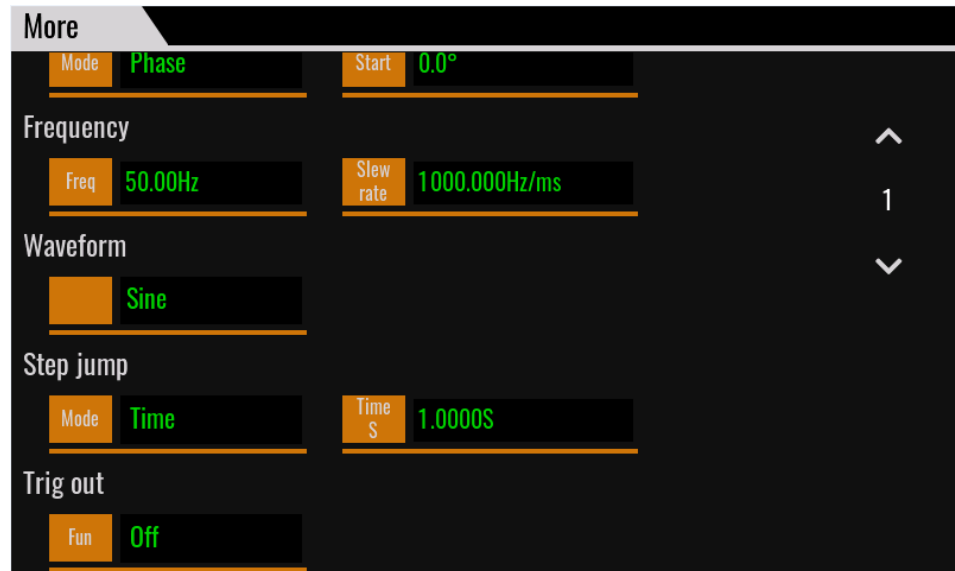 More
Mode Phase Start 0.0°
Frequency
Freq 50.00Hz Slew rate 1000.000Hz/ms
1
Waveform
Sine
Step jump
Mode Time Time S 1.0000S
Trig out
Fun Off